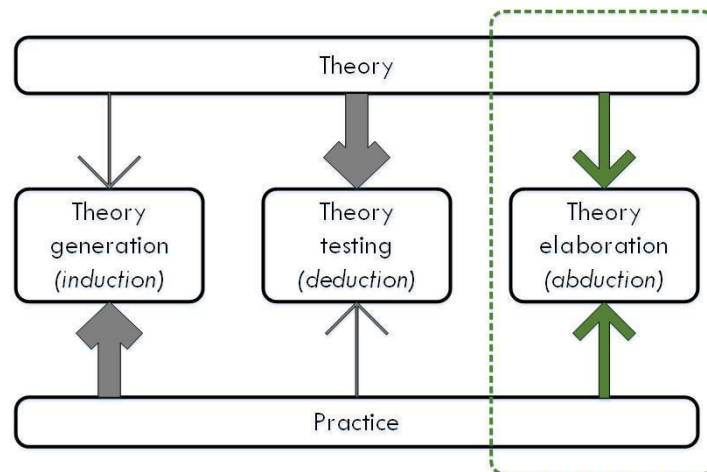 Theory
Theory
generation
(induction)
Theory
testing
(deduction)
Theory
elaboration
(abduction)
Practice